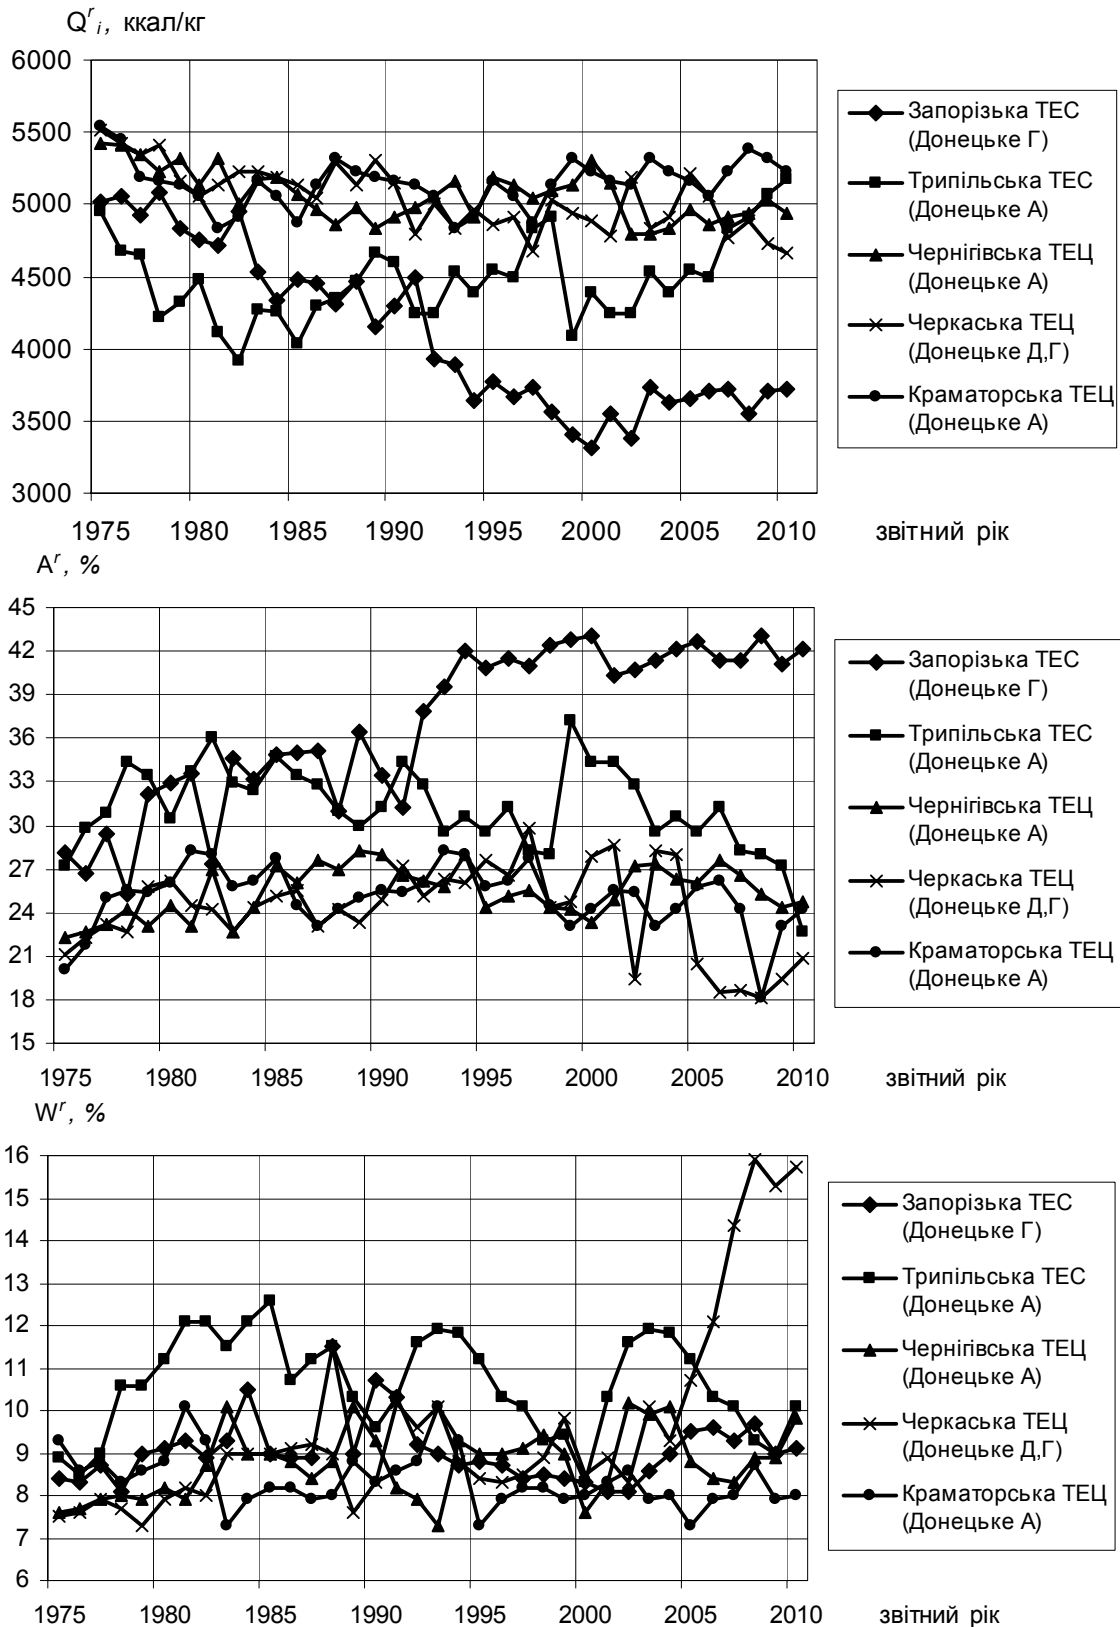 Qʳᵢ, ккал/кг
6000
5500
5000
4500
4000
3500
3000
1975 1980 1985 1990 1995 2000 2005 2010 звітний рік
Запорізька ТЕС
(Донецьке Г)
Трипільська ТЕС
(Донецьке А)
Чернігівська ТЕЦ
(Донецьке А)
Черкаська ТЕЦ
(Донецьке Д,Г)
Краматорська ТЕЦ
(Донецьке А)
Aʳ, %
45
42
39
36
33
30
27
24
21
18
15
1975 1980 1985 1990 1995 2000 2005 2010 звітний рік
Запорізька ТЕС
(Донецьке Г)
Трипільська ТЕС
(Донецьке А)
Чернігівська ТЕЦ
(Донецьке А)
Черкаська ТЕЦ
(Донецьке Д,Г)
Краматорська ТЕЦ
(Донецьке А)
Wʳ, %
16
15
14
13
12
11
10
9
8
7
6
1975 1980 1985 1990 1995 2000 2005 2010 звітний рік
Запорізька ТЕС
(Донецьке Г)
Трипільська ТЕС
(Донецьке А)
Чернігівська ТЕЦ
(Донецьке А)
Черкаська ТЕЦ
(Донецьке Д,Г)
Краматорська ТЕЦ
(Донецьке А)